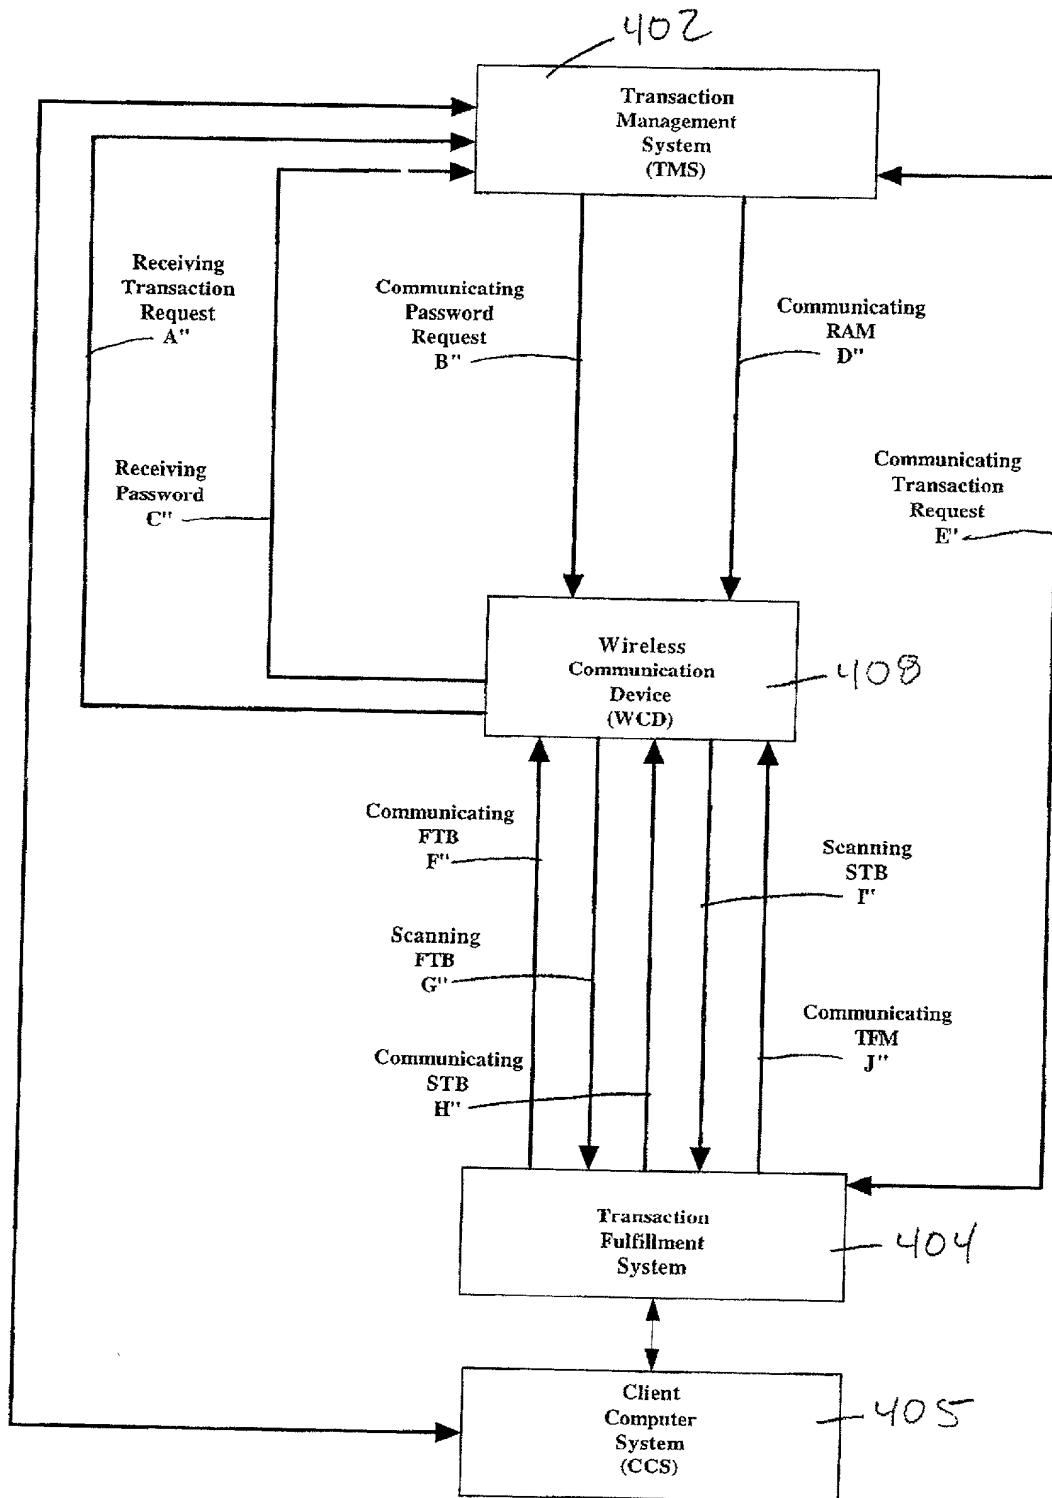 402
Transaction
Management
System
(TMS)
Receiving
Transaction
Request
A"
Communicating
Password
Request
B"
Communicating
RAM
D"
Receiving
Password
C"
Communicating
Transaction
Request
E"
Wireless
Communication
Device
(WCD)
408
Communicating
FTB
F"
Scanning
STB
I"
Scanning
FTB
G"
Communicating
TFM
J"
Communicating
STB
H"
Transaction
Fulfillment
System
404
Client
Computer
System
(CCS)
405